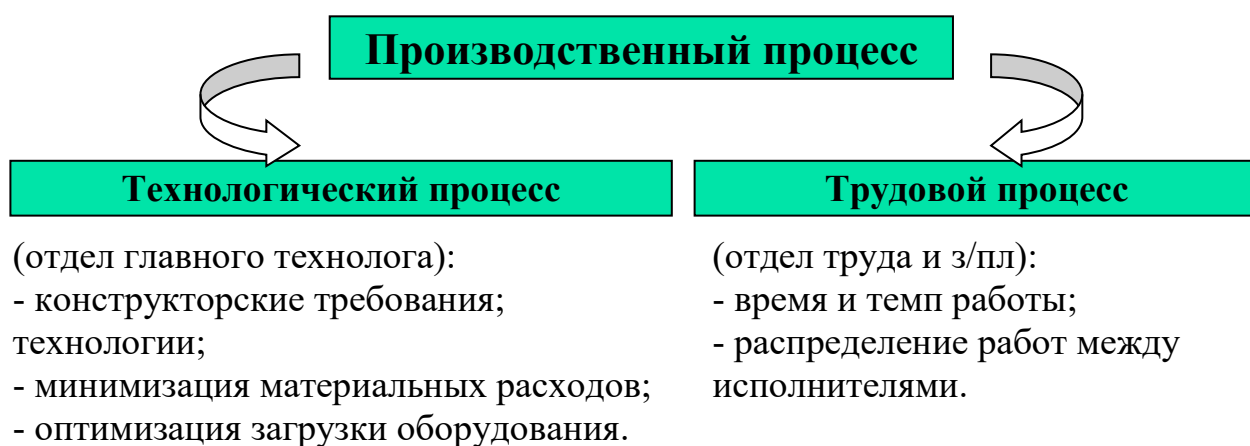 Производственный процесс
Технологический процесс
(отдел главного технолога):
- конструкторские требования;
технологии;
- минимизация материальных расходов;
- оптимизация загрузки оборудования.
Трудовой процесс
(отдел труда и з/пл):
- время и темп работы;
- распределение работ между
исполнителями.